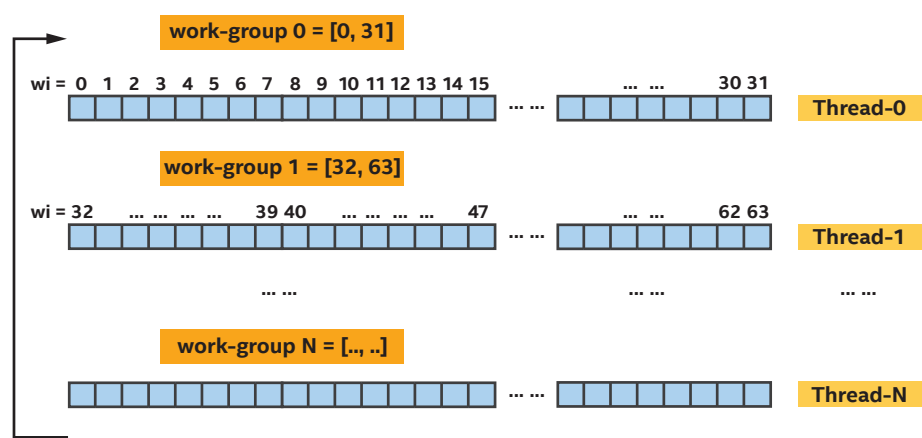 work-group 0 = [0, 31]
wi = 0 1 2 3 4 5 6 7 8 9 10 11 12 13 14 15 ... ... 30 31
... ... Thread-0
work-group 1 = [32, 63]
wi = 32 ... ... ... ... 39 40 ... ... ... ... 47 ... ... 62 63
... ... Thread-1
... ... ... ... ... ...
work-group N = [.., ..]
... ... Thread-N